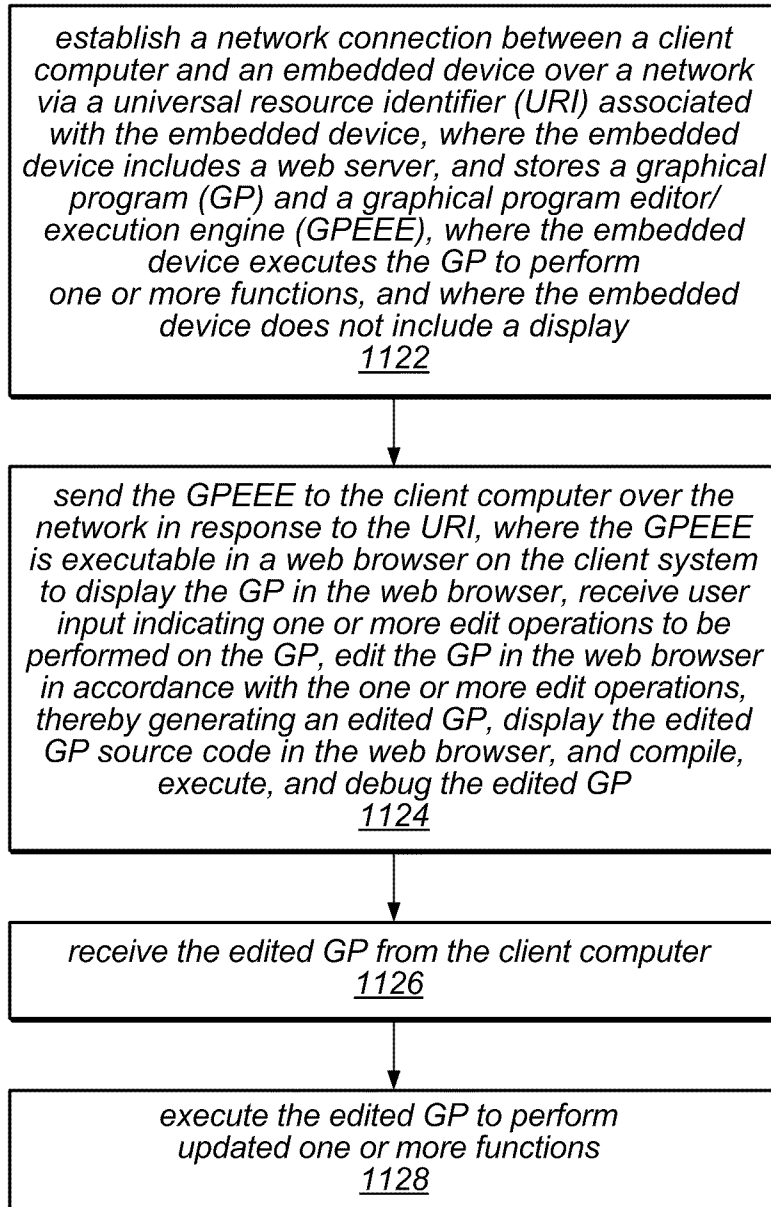 establish a network connection between a client
computer and an embedded device over a network
via a universal resource identifier (URI) associated
with the embedded device, where the embedded
device includes a web server, and stores a graphical
program (GP) and a graphical program editor/
execution engine (GPEEE), where the embedded
device executes the GP to perform
one or more functions, and where the embedded
device does not include a display
1122
send the GPEEE to the client computer over the
network in response to the URI, where the GPEEE
is executable in a web browser on the client system
to display the GP in the web browser, receive user
input indicating one or more edit operations to be
performed on the GP, edit the GP in the web browser
in accordance with the one or more edit operations,
thereby generating an edited GP, display the edited
GP source code in the web browser, and compile,
execute, and debug the edited GP
1124
receive the edited GP from the client computer
1126
execute the edited GP to perform
updated one or more functions
1128